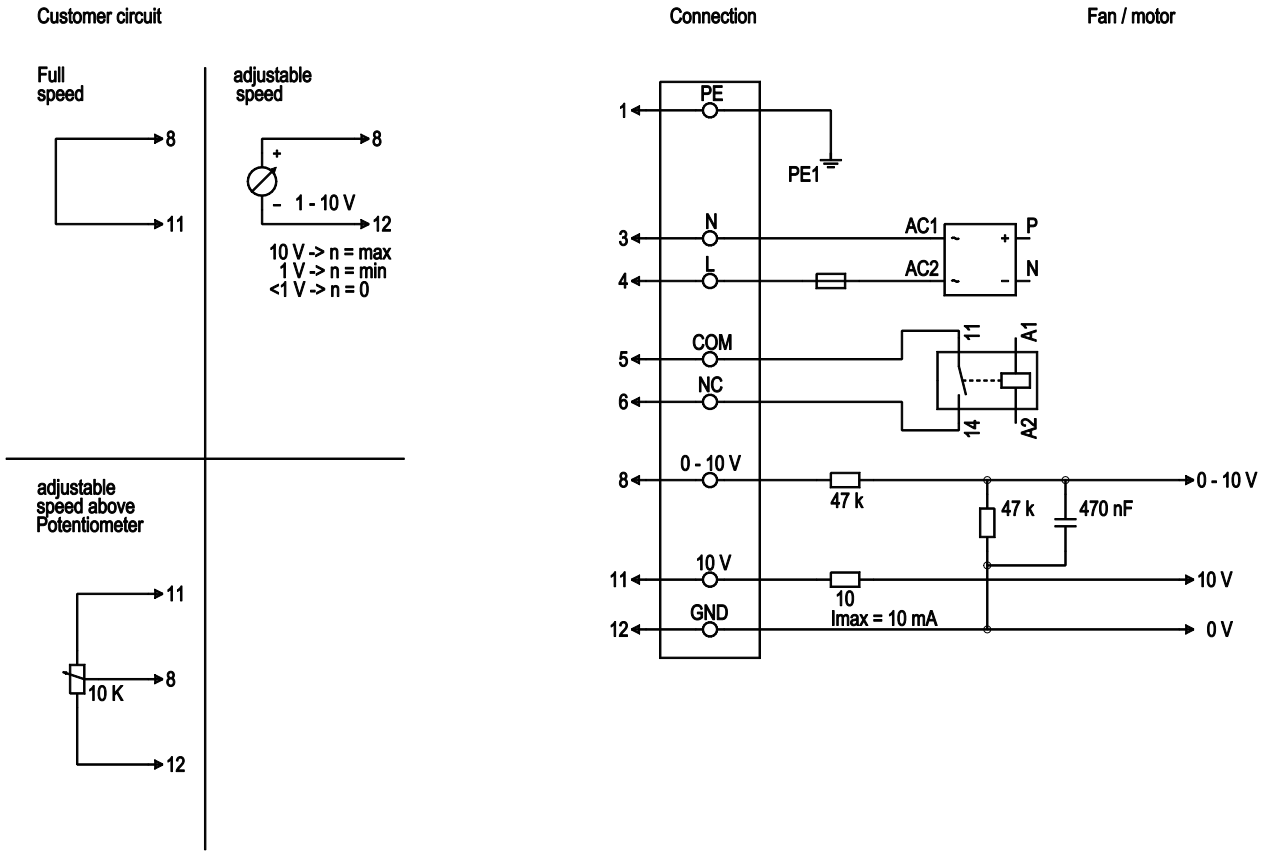 Customer circuit
Connection
Fan / motor
Full
speed
8
11
adjustable
speed
8
+
−
1 - 10 V
12
10 V -> n = max
1 V -> n = min
<1 V -> n = 0
adjustable
speed above
Potentiometer
11
8
10 K
12
1
PE
PE1
3
N
AC1
~
+
P
4
L
AC2
~
−
N
5
COM
11
A1
6
NC
14
A2
8
0 - 10 V
47 k
47 k
470 nF
0 - 10 V
11
10 V
10
Imax = 10 mA
10 V
12
GND
0 V